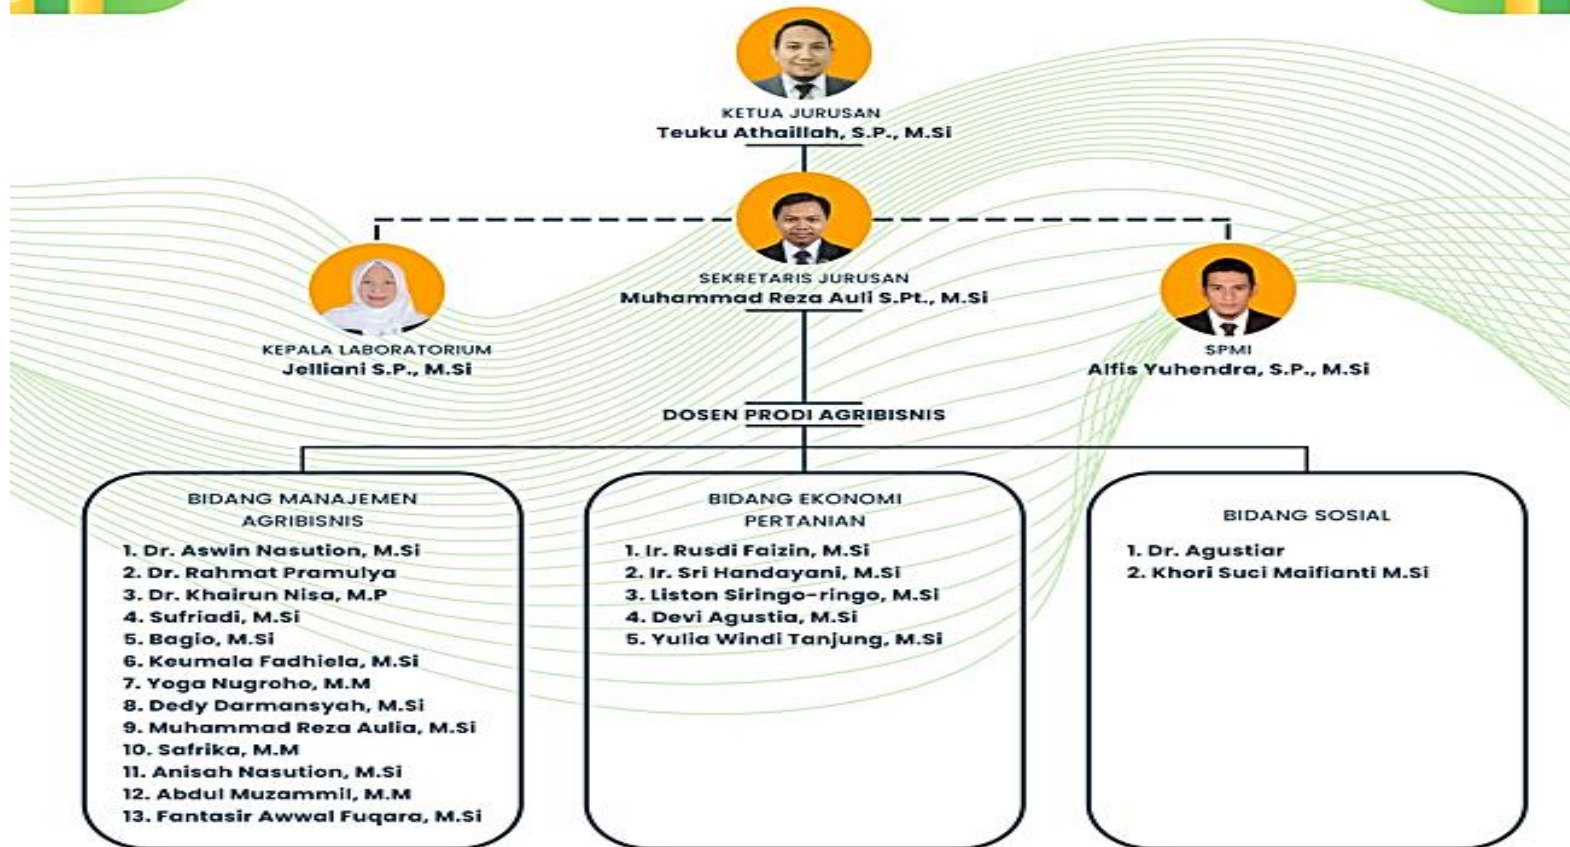 KETUA JURUSAN
Teuku Athaillah, S.P., M.Si
SEKRETARIS JURUSAN
Muhammad Reza Auli S.Pt., M.Si
KEPALA LABORATORIUM
Jelliani S.P., M.Si
SPMI
Alfis Yuhendra, S.P., M.Si
DOSEN PRODI AGRIBISNIS
BIDANG MANAJEMEN
AGRIBISNIS
1. Dr. Aswin Nasution, M.Si
2. Dr. Rahmat Pramulya
3. Dr. Khairun Nisa, M.P
4. Sufriadi, M.Si
5. Bagio, M.Si
6. Keumala Fadhiela, M.Si
7. Yoga Nugroho, M.M
8. Dedy Darmansyah, M.Si
9. Muhammad Reza Aulia, M.Si
10. Safrika, M.M
11. Anisah Nasution, M.Si
12. Abdul Muzammil, M.M
13. Fantasir Awwal Fuqara, M.Si
BIDANG EKONOMI
PERTANIAN
1. Ir. Rusdi Faizin, M.Si
2. Ir. Sri Handayani, M.Si
3. Liston Siringo-ringo, M.Si
4. Devi Agustia, M.Si
5. Yulia Windi Tanjung, M.Si
BIDANG SOSIAL
1. Dr. Agustiar
2. Khori Suci Maifianti M.Si